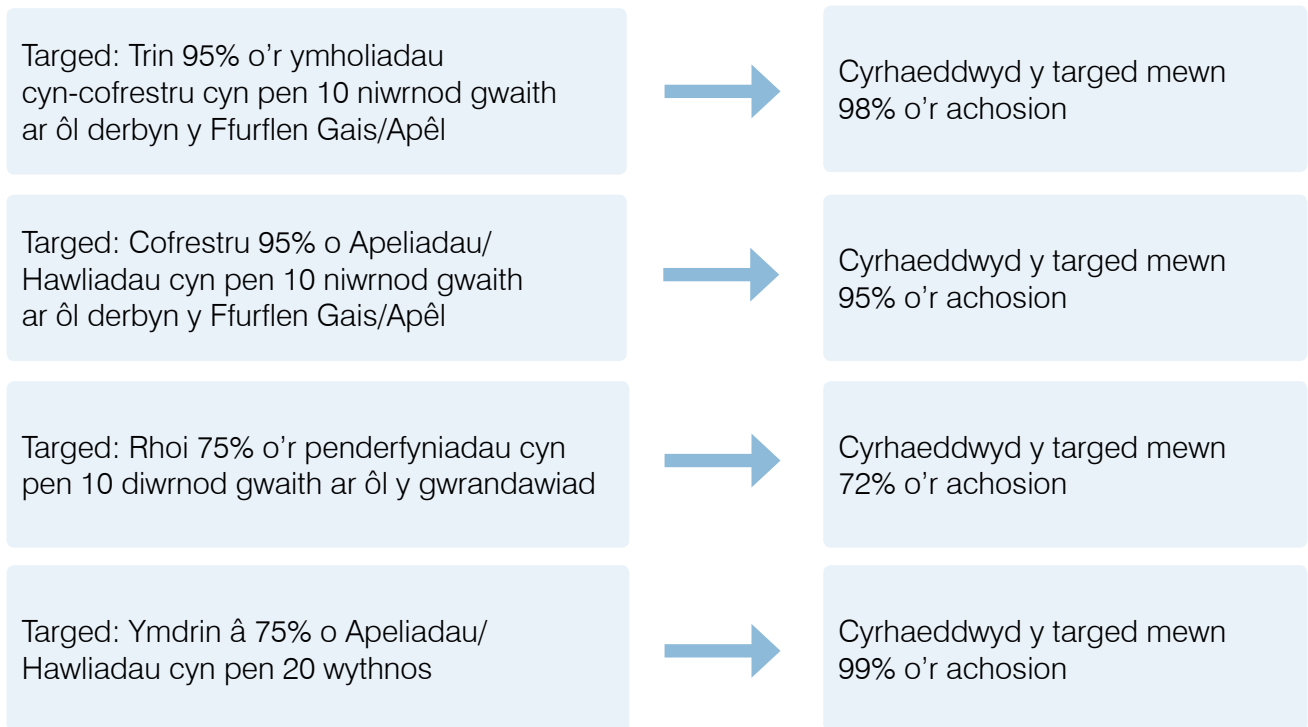 Targed: Trin 95% o’r ymholiadau
cyn-cofrestru cyn pen 10 niwrnod gwaith
ar ôl derbyn y Ffurflen Gais/Apêl
Cyrhaeddwyd y targed mewn
98% o’r achosion
Targed: Cofrestru 95% o Apeliadau/
Hawliadau cyn pen 10 niwrnod gwaith
ar ôl derbyn y Ffurflen Gais/Apêl
Cyrhaeddwyd y targed mewn
95% o’r achosion
Targed: Rhoi 75% o’r penderfyniadau cyn
pen 10 diwrnod gwaith ar ôl y gwrandawiad
Cyrhaeddwyd y targed mewn
72% o’r achosion
Targed: Ymdrin â 75% o Apeliadau/
Hawliadau cyn pen 20 wythnos
Cyrhaeddwyd y targed mewn
99% o’r achosion